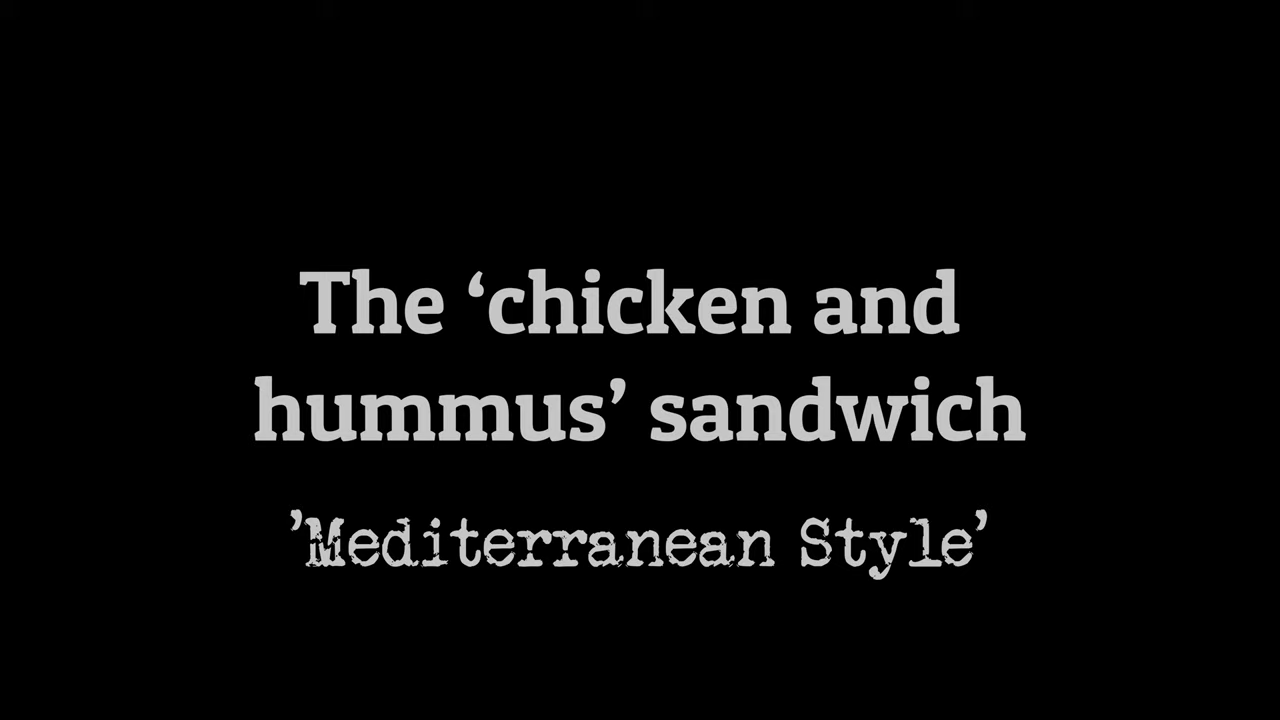 The ‘chicken and
hummus’ sandwich
’Mediterranean Style’